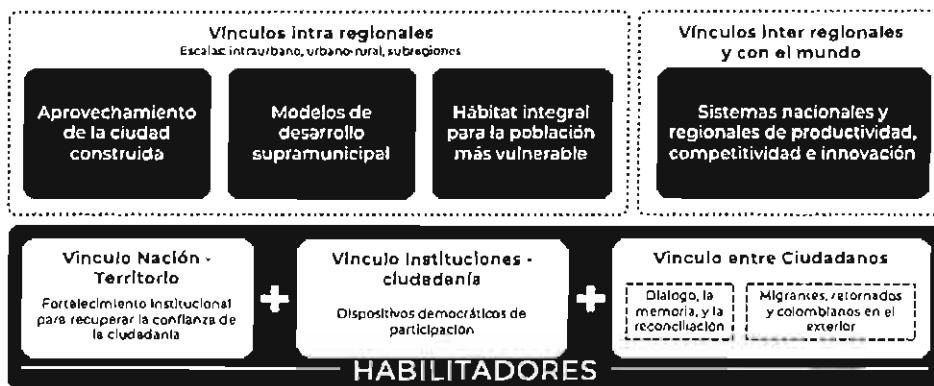 Vínculos intra regionales
Escalas: intraurbano, urbano-rural, subregiones
Aprovechamiento
de la ciudad
construida
Modelos de
desarrollo
supramunicipal
Hábitat integral
para la población
más vulnerable
Vínculos inter regionales
y con el mundo
Sistemas nacionales y
regionales de productividad,
competitividad e innovación
Vínculo Nación -
Territorio
Fortalecimiento institucional
para recuperar la confianza de
la ciudadanía
+
Vínculo Instituciones -
ciudadanía
Dispositivos democráticos de
participación
+
Vínculo entre Ciudadanos
Dialogo, la
memoria, y la
reconciliación
Migrantes, retornados
y colombianos en el
exterior
HABILITADORES